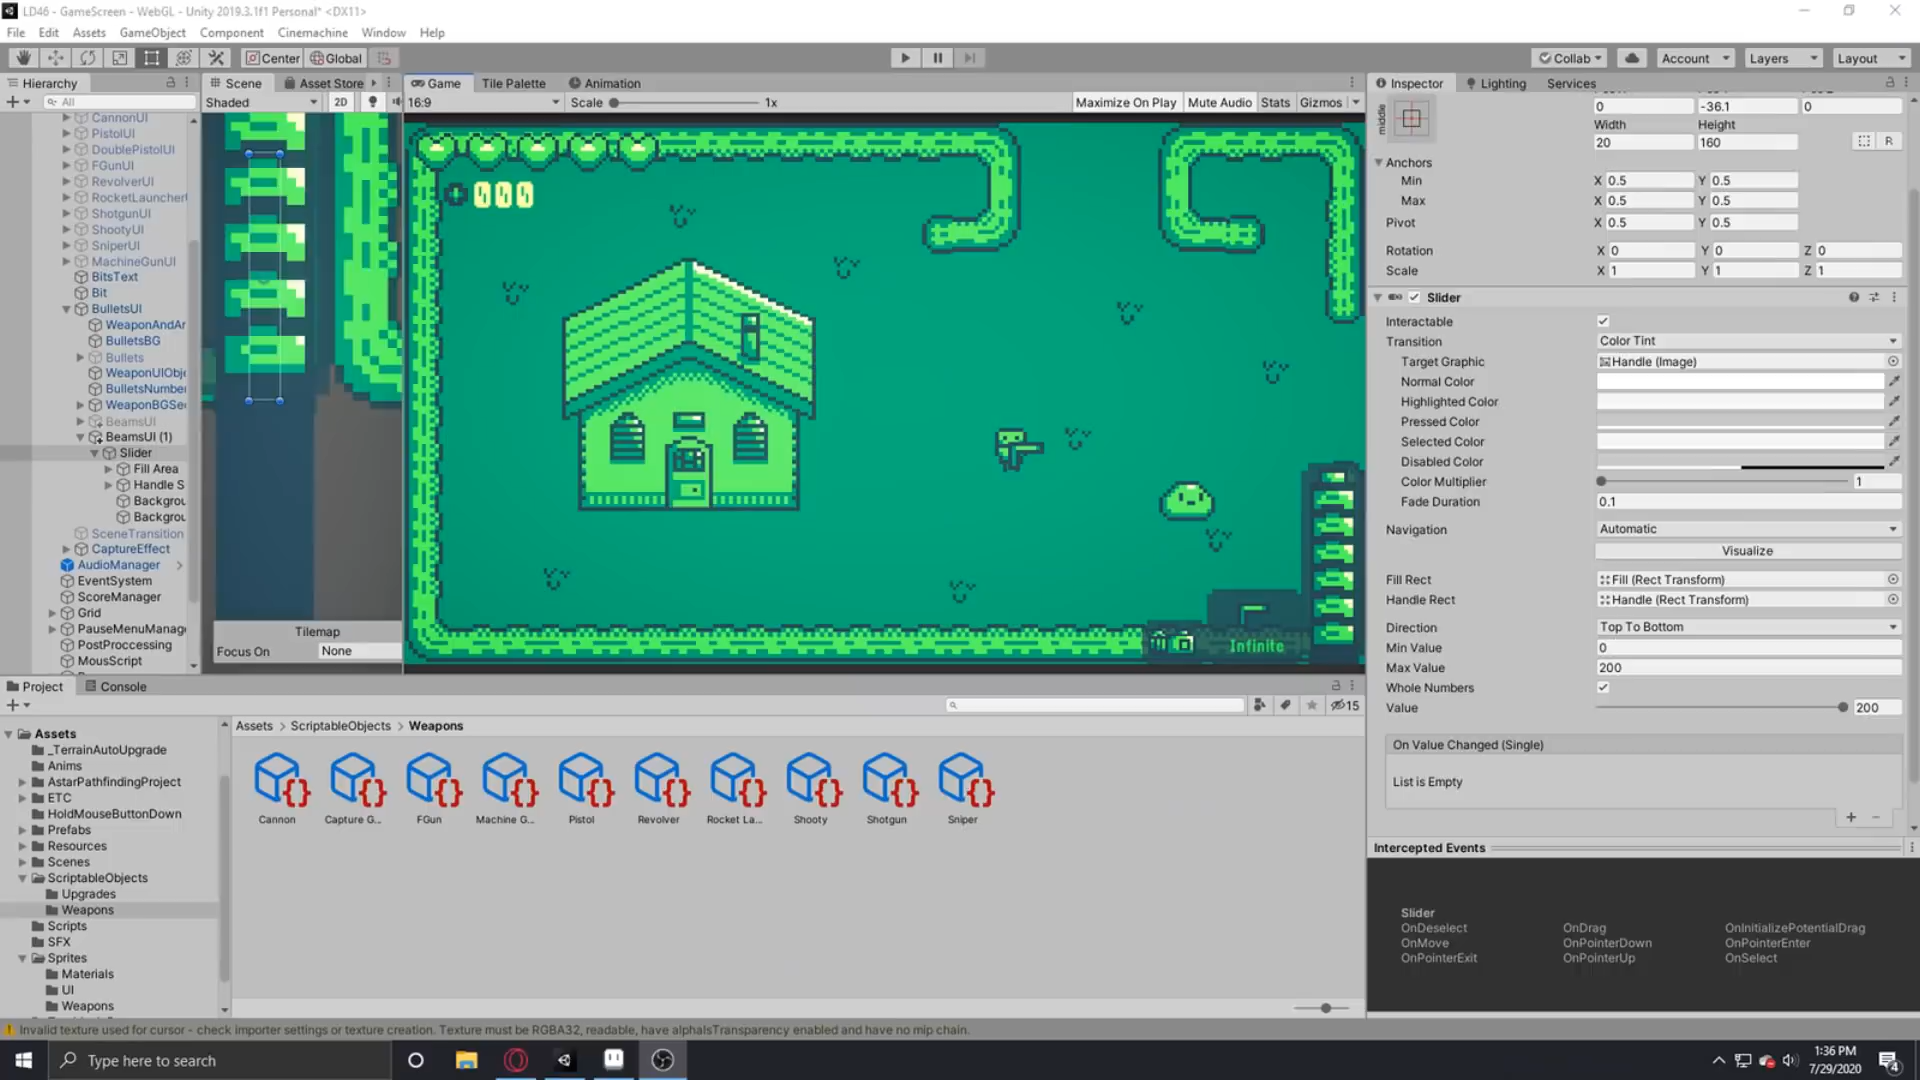 LD46 - GameScreen - WebGL - Unity 2019.3.1f1 Personal* <DX11>
File Edit Assets GameObject Component Cinemachine Window Help
Center Global Collab Account Layers Layout
Hierarchy
All
CannonUI
PistolUI
DoublePistolUI
FGunUI
RevolverUI
RocketLauncherU
ShotgunUI
ShootyUI
SniperUI
MachineGunUI
BitsText
Bit
BulletsUI
WeaponAndAr
BulletsBG
Bullets
WeaponUIObje
BulletsNumber
WeaponBGSec
BeamsUI
BeamsUI (1)
Slider
Fill Area
Handle S
Backgrou
Backgrou
SceneTransition
CaptureEffect
AudioManager
EventSystem
ScoreManager
Grid
PauseMenuManag
PostProccessing
MousScript
Scene Asset Store
Shaded 2D
Tilemap
Focus On None
Game Tile Palette Animation
16:9 Scale 1x Maximize On Play Mute Audio Stats Gizmos
000
Infinite
Inspector Lighting Services
middle
0 -36.1 0
Width Height
20 160 R
Anchors
Min X 0.5 Y 0.5
Max X 0.5 Y 0.5
Pivot X 0.5 Y 0.5
Rotation X 0 Y 0 Z 0
Scale X 1 Y 1 Z 1
Slider
Interactable
Transition Color Tint
Target Graphic Handle (Image)
Normal Color
Highlighted Color
Pressed Color
Selected Color
Disabled Color
Color Multiplier 1
Fade Duration 0.1
Navigation Automatic
Visualize
Fill Rect Fill (Rect Transform)
Handle Rect Handle (Rect Transform)
Direction Top To Bottom
Min Value 0
Max Value 200
Whole Numbers
Value 200
On Value Changed (Single)
List is Empty
Intercepted Events
Slider
OnDeselect OnDrag OnInitializePotentialDrag
OnMove OnPointerDown OnPointerEnter
OnPointerExit OnPointerUp OnSelect
Project Console
15
Assets
_TerrainAutoUpgrade
Anims
AstarPathfindingProject
ETC
HoldMouseButtonDown
Prefabs
Resources
Scenes
ScriptableObjects
Upgrades
Weapons
Scripts
SFX
Sprites
Materials
UI
Weapons
Assets > ScriptableObjects > Weapons
Cannon Capture G... FGun Machine G... Pistol Revolver Rocket La... Shooty Shotgun Sniper
Invalid texture used for cursor - check importer settings or texture creation. Texture must be RGBA32, readable, have alphaIsTransparency enabled and have no mip chain.
Type here to search
1:36 PM
7/29/2020
4